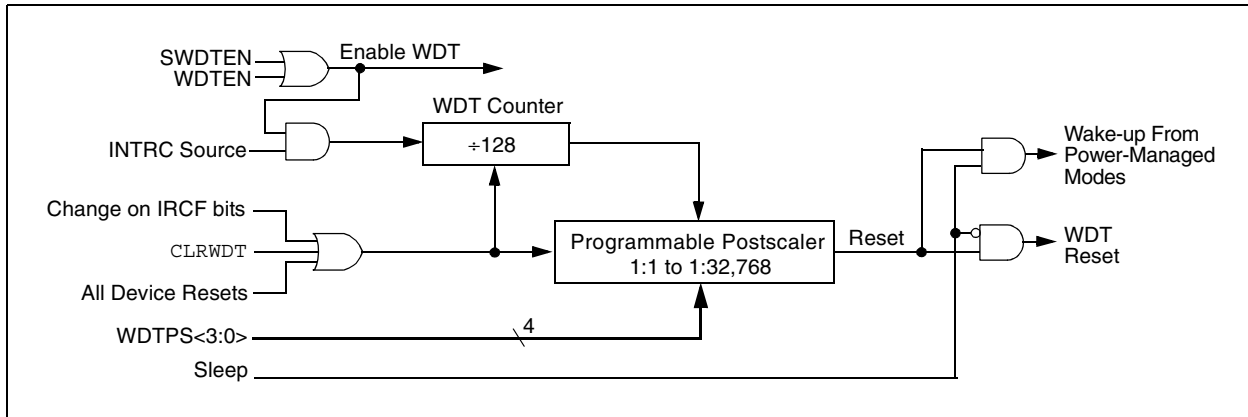 SWDTEN
WDTEN
Enable WDT
WDT Counter
÷128
INTRC Source
Wake-up From
Power-Managed
Modes
Change on IRCF bits
CLRWDT
All Device Resets
Programmable Postscaler
1:1 to 1:32,768
Reset
WDT
Reset
WDTPS<3:0>
4
Sleep